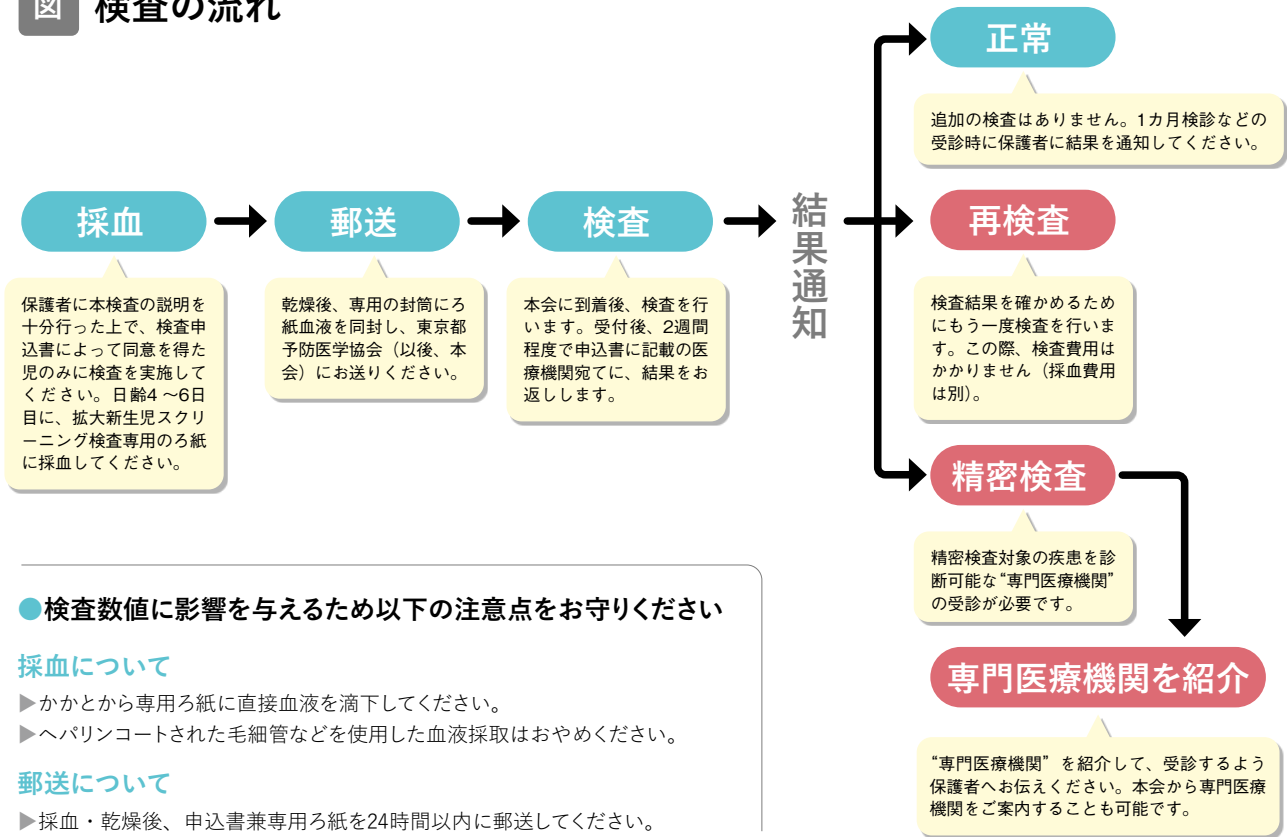 図 検査の流れ
採血
保護者に本検査の説明を
十分行った上で、検査申
込書によって同意を得た
児のみに検査を実施して
ください。日齢4〜6日
目に、拡大新生児スクリ
ーニング検査専用のろ紙
に採血してください。
郵送
乾燥後、専用の封筒にろ
紙血液を同封し、東京都
予防医学協会（以後、本
会）にお送りください。
検査
本会に到着後、検査を行
います。受付後、2週間
程度で申込書に記載の医
療機関宛てに、結果をお
返しします。
結果通知
正常
追加の検査はありません。1カ月検診などの
受診時に保護者に結果を通知してください。
再検査
検査結果を確かめるため
にもう一度検査を行いま
す。この際、検査費用は
かかりません（採血費用
は別）。
精密検査
精密検査対象の疾患を診
断可能な“専門医療機関”
の受診が必要です。
専門医療機関を紹介
“専門医療機関”を紹介して、受診するよう
保護者へお伝えください。本会から専門医療
機関をご案内することも可能です。
●検査数値に影響を与えるため以下の注意点をお守りください
採血について
▶かかとから専用ろ紙に直接血液を滴下してください。
▶ヘパリンコートされた毛細管などを使用した血液採取はおやめください。
郵送について
▶採血・乾燥後、申込書兼専用ろ紙を24時間以内に郵送してください。